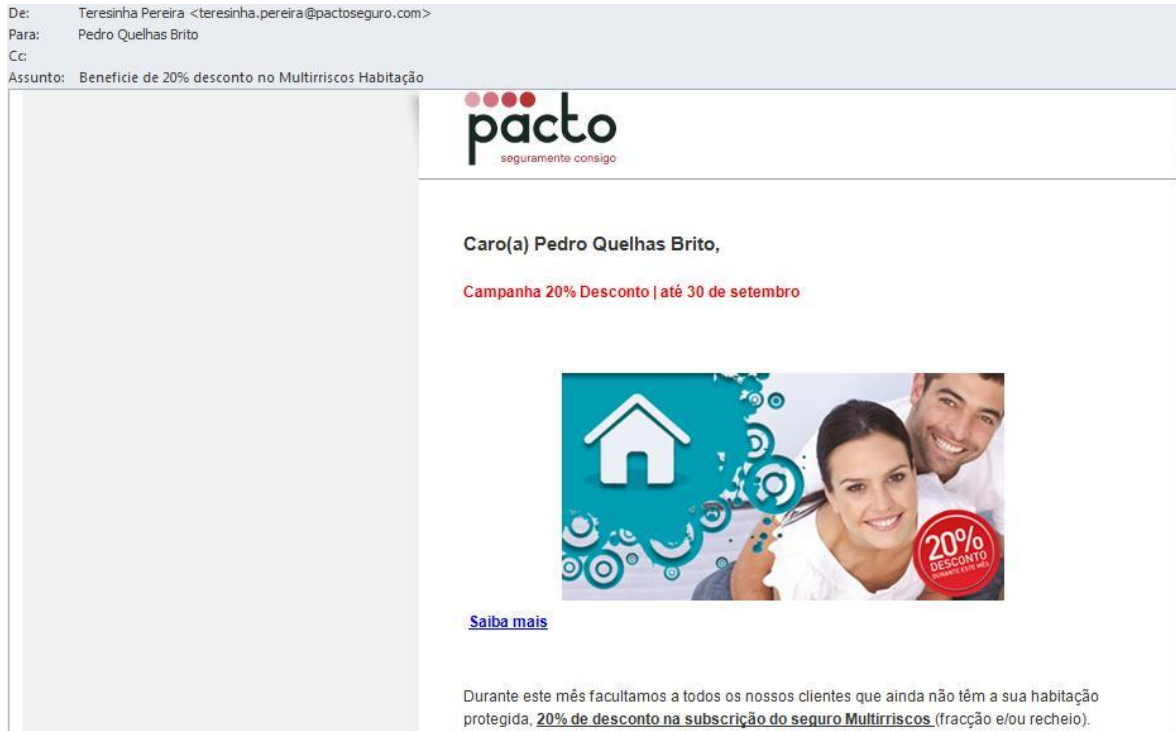 De: Teresinha Pereira <teresinha.pereira@pactoseguro.com>
Para: Pedro Quelhas Brito
Cc:
Assunto: Beneficie de 20% desconto no Multirriscos Habitação
pacto
seguramente consigo
Caro(a) Pedro Quelhas Brito,
Campanha 20% Desconto | até 30 de setembro
20%
DESCONTO
DURANTE ESTE MÊS
Saiba mais
Durante este mês facultamos a todos os nossos clientes que ainda não têm a sua habitação
protegida, 20% de desconto na subscrição do seguro Multirriscos (fracção e/ou recheio).